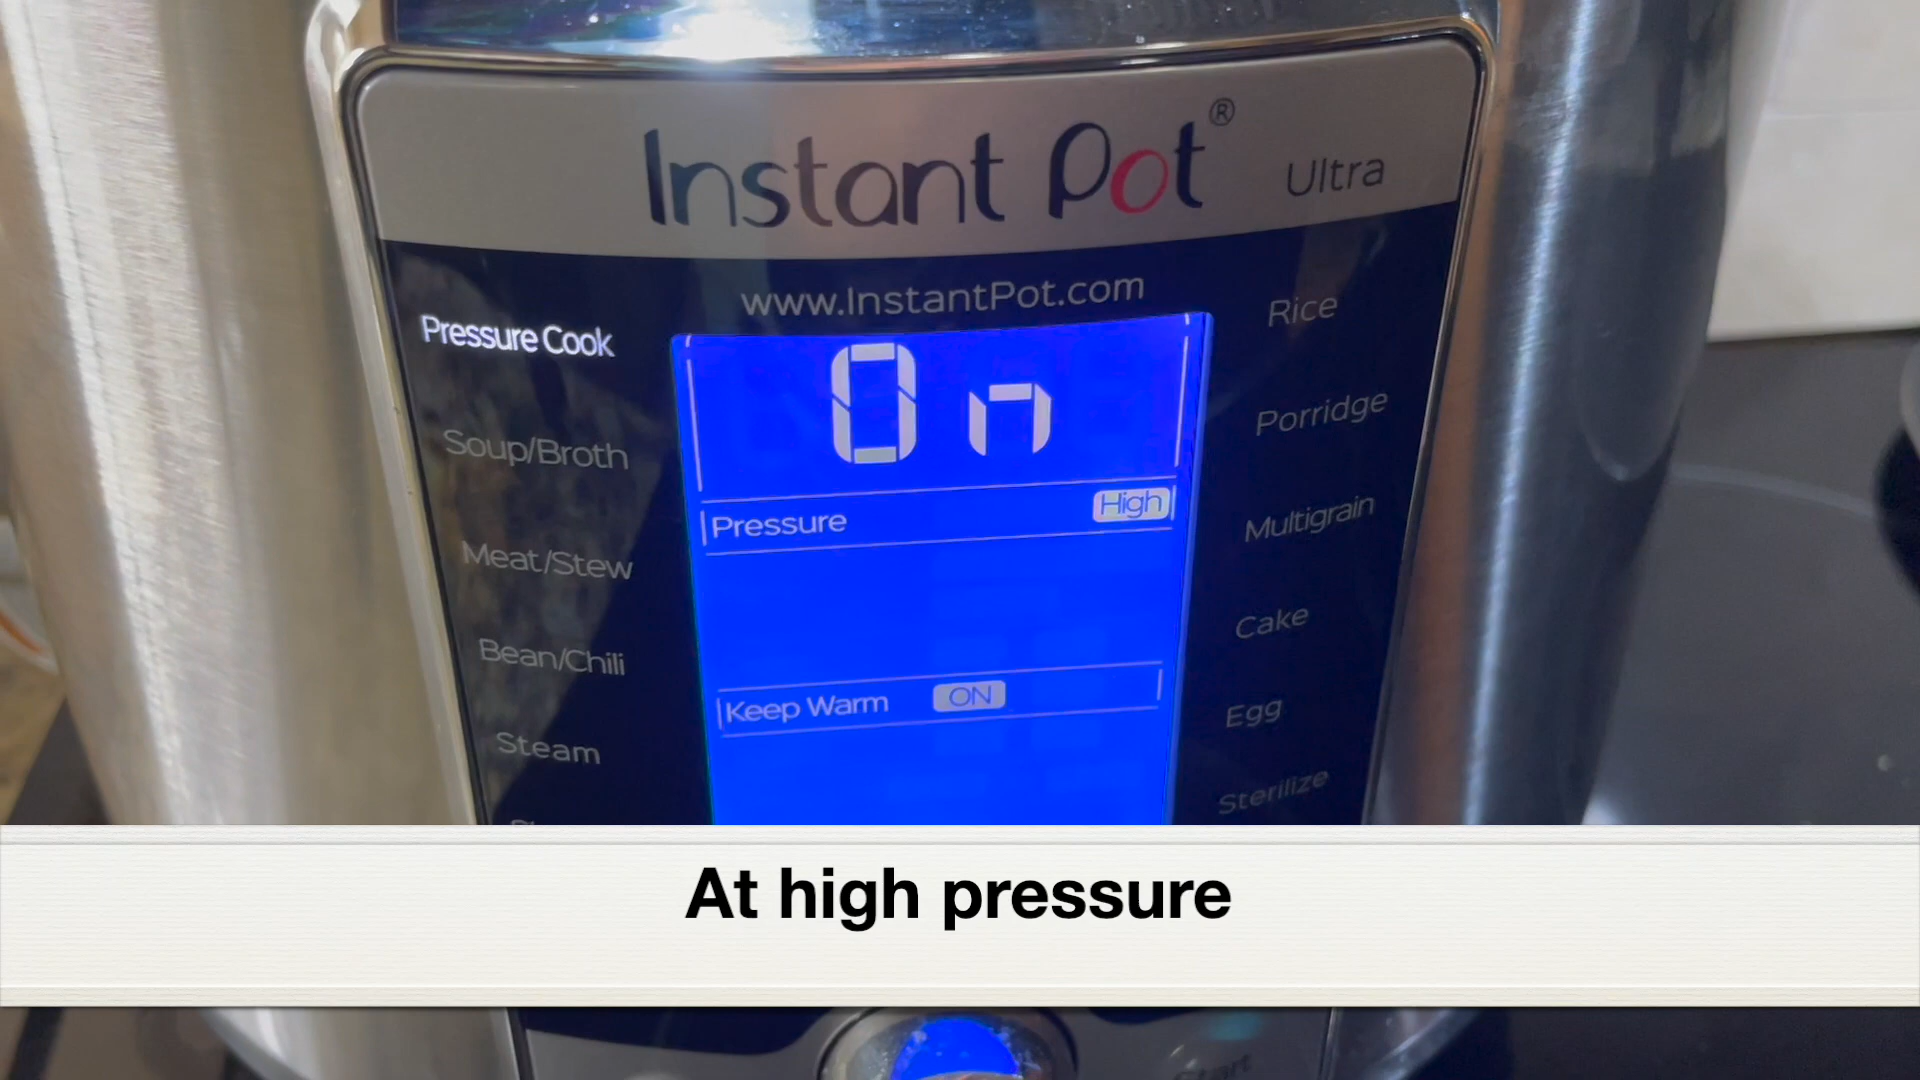 Instant Pot®
Ultra
www.InstantPot.com
Pressure Cook
Soup/Broth
Meat/Stew
Bean/Chili
Steam
On
Pressure High
Keep Warm ON
Rice
Porridge
Multigrain
Cake
Egg
Sterilize
At high pressure
Start